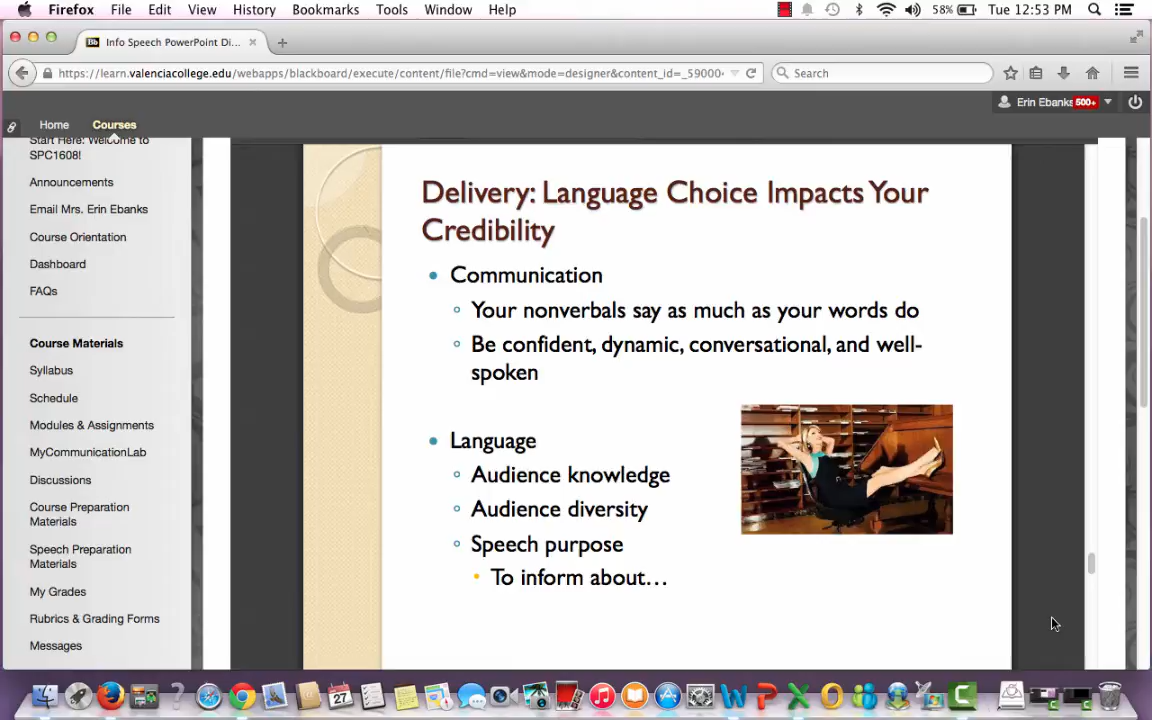 Firefox File Edit View History Bookmarks Tools Window Help 58% Tue 12:53 PM
Info Speech PowerPoint Di...
https://learn.valenciacollege.edu/webapps/blackboard/execute/content/file?cmd=view&mode=designer&content_id=_59000 Search
Erin Ebanks 500+
Home Courses
Start Here: Welcome to
SPC1608!
Announcements
Email Mrs. Erin Ebanks
Course Orientation
Dashboard
FAQs
Course Materials
Syllabus
Schedule
Modules & Assignments
MyCommunicationLab
Discussions
Course Preparation
Materials
Speech Preparation
Materials
My Grades
Rubrics & Grading Forms
Messages
Delivery: Language Choice Impacts Your
Credibility
Communication
Your nonverbals say as much as your words do
Be confident, dynamic, conversational, and well-
spoken
Language
Audience knowledge
Audience diversity
Speech purpose
To inform about...